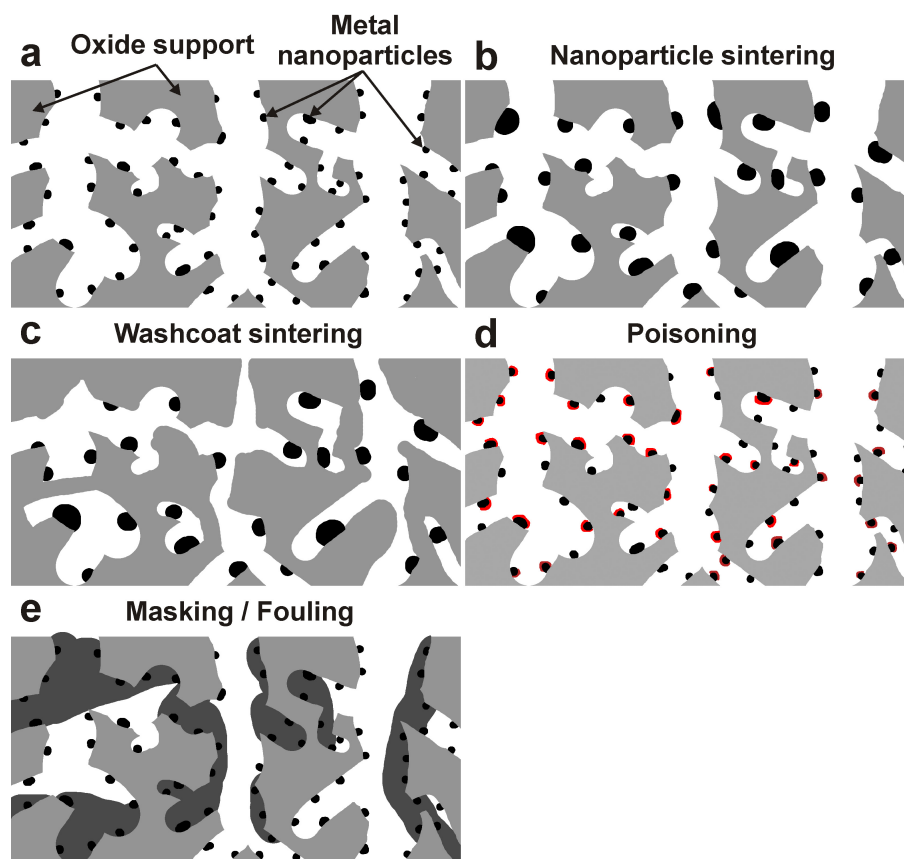 a
Oxide support
Metal
nanoparticles
b
Nanoparticle sintering
c
Washcoat sintering
d
Poisoning
e
Masking / Fouling